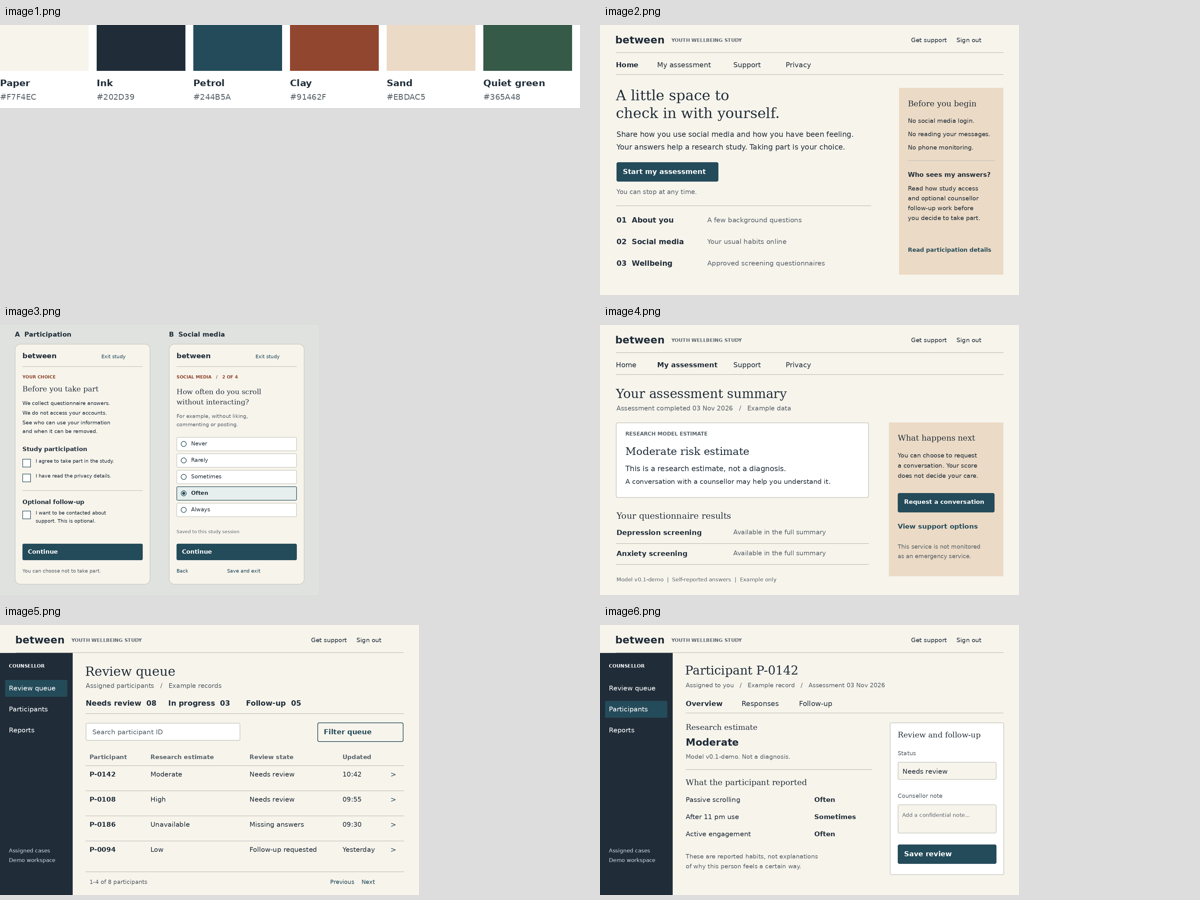 image1.png
Paper
Ink
Petrol
Clay
Sand
Quiet green
#F7F4EC
#202D39
#244B5A
#91462F
#EBDAC5
#365A48
image2.png
between YOUTH WELLBEING STUDY
Get support Sign out
Home My assessment Support Privacy
A little space to
check in with yourself.
Share how you use social media and how you have been feeling.
Your answers help a research study. Taking part is your choice.
Start my assessment
You can stop at any time.
01 About you A few background questions
02 Social media Your usual habits online
03 Wellbeing Approved screening questionnaires
Before you begin
No social media login.
No reading your messages.
No phone monitoring.
Who sees my answers?
Read how study access
and optional counsellor
follow-up work before
you decide to take part.
Read participation details
image3.png
A Participation
between Exit study
YOUR CHOICE
Before you take part
We collect questionnaire answers.
We do not access your accounts.
See who can use your information
and when it can be removed.
Study participation
I agree to take part in the study.
I have read the privacy details.
Optional follow-up
I want to be contacted about
support. This is optional.
Continue
You can choose not to take part.
B Social media
between Exit study
SOCIAL MEDIA / 2 OF 4
How often do you scroll
without interacting?
For example, without liking,
commenting or posting.
Never
Rarely
Sometimes
Often
Always
Saved to this study session
Continue
Back Save and exit
image4.png
between YOUTH WELLBEING STUDY
Get support Sign out
Home My assessment Support Privacy
Your assessment summary
Assessment completed 03 Nov 2026 / Example data
RESEARCH MODEL ESTIMATE
Moderate risk estimate
This is a research estimate, not a diagnosis.
A conversation with a counsellor may help you understand it.
Your questionnaire results
Depression screening Available in the full summary
Anxiety screening Available in the full summary
Model v0.1-demo | Self-reported answers | Example only
What happens next
You can choose to request
a conversation. Your score
does not decide your care.
Request a conversation
View support options
This service is not monitored
as an emergency service.
image5.png
between YOUTH WELLBEING STUDY
Get support Sign out
COUNSELLOR
Review queue
Participants
Reports
Assigned cases
Demo workspace
Review queue
Assigned participants / Example records
Needs review 08 In progress 03 Follow-up 05
Search participant ID
Filter queue
Participant Research estimate Review state Updated
P-0142 Moderate Needs review 10:42 >
P-0108 High Needs review 09:55 >
P-0186 Unavailable Missing answers 09:30 >
P-0094 Low Follow-up requested Yesterday >
1-4 of 8 participants
Previous Next
image6.png
between YOUTH WELLBEING STUDY
Get support Sign out
COUNSELLOR
Review queue
Participants
Reports
Assigned cases
Demo workspace
Participant P-0142
Assigned to you / Example record / Assessment 03 Nov 2026
Overview Responses Follow-up
Research estimate
Moderate
Model v0.1-demo. Not a diagnosis.
What the participant reported
Passive scrolling Often
After 11 pm use Sometimes
Active engagement Often
These are reported habits, not explanations
of why this person feels a certain way.
Review and follow-up
Status
Needs review
Counsellor note
Add a confidential note...
Save review